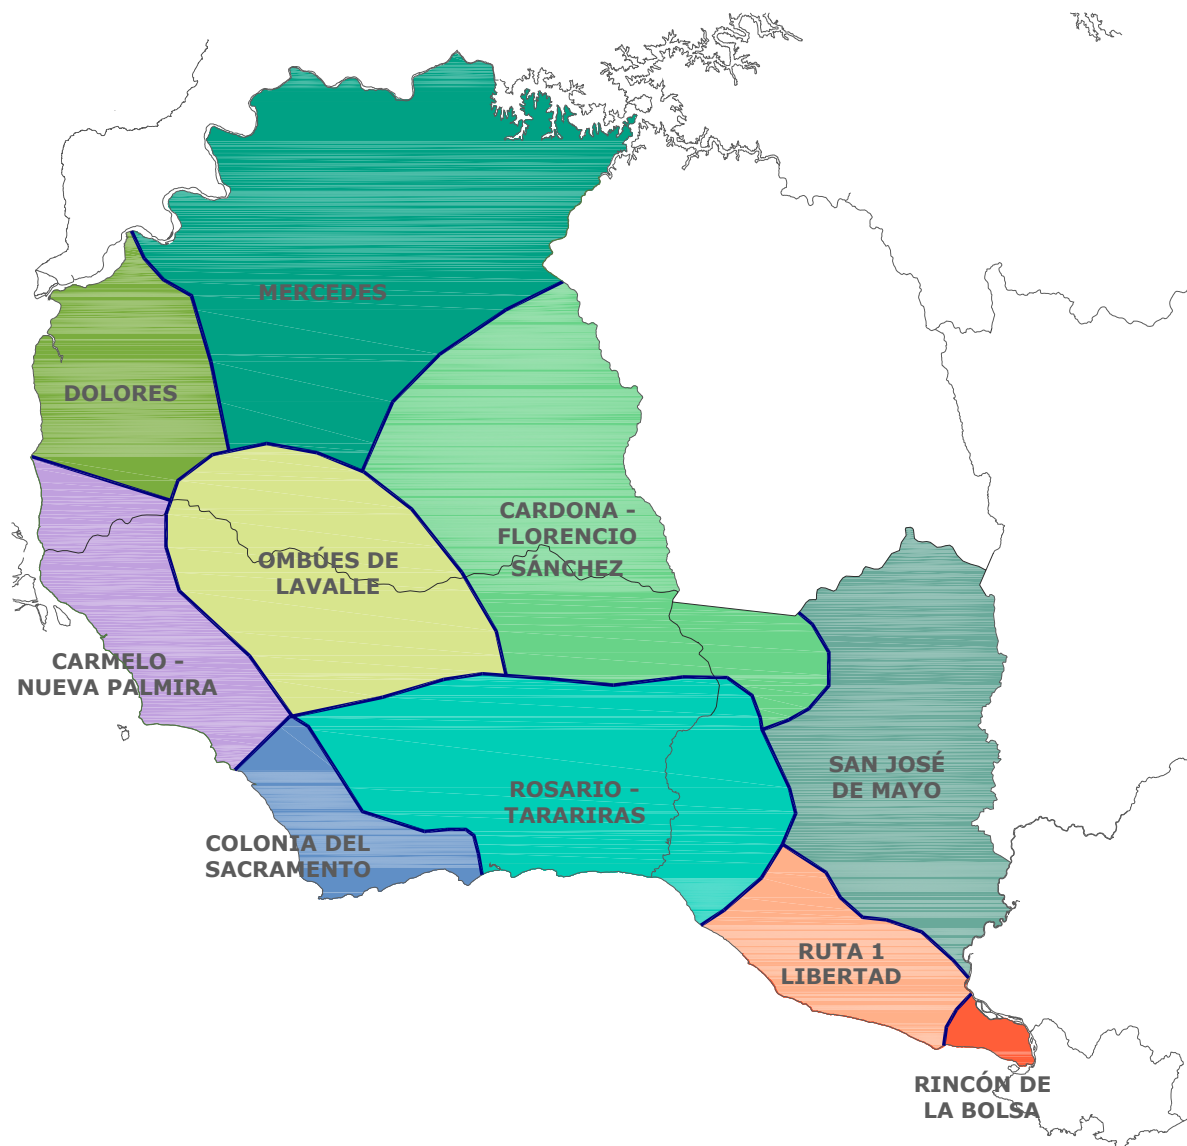 MERCEDES
DOLORES
CARDONA -
FLORENCIO
SÁNCHEZ
OMBÚES DE
LAVALLE
CARMELO -
NUEVA PALMIRA
SAN JOSÉ
DE MAYO
ROSARIO -
TARARIRAS
COLONIA DEL
SACRAMENTO
RUTA 1
LIBERTAD
RINCÓN DE
LA BOLSA